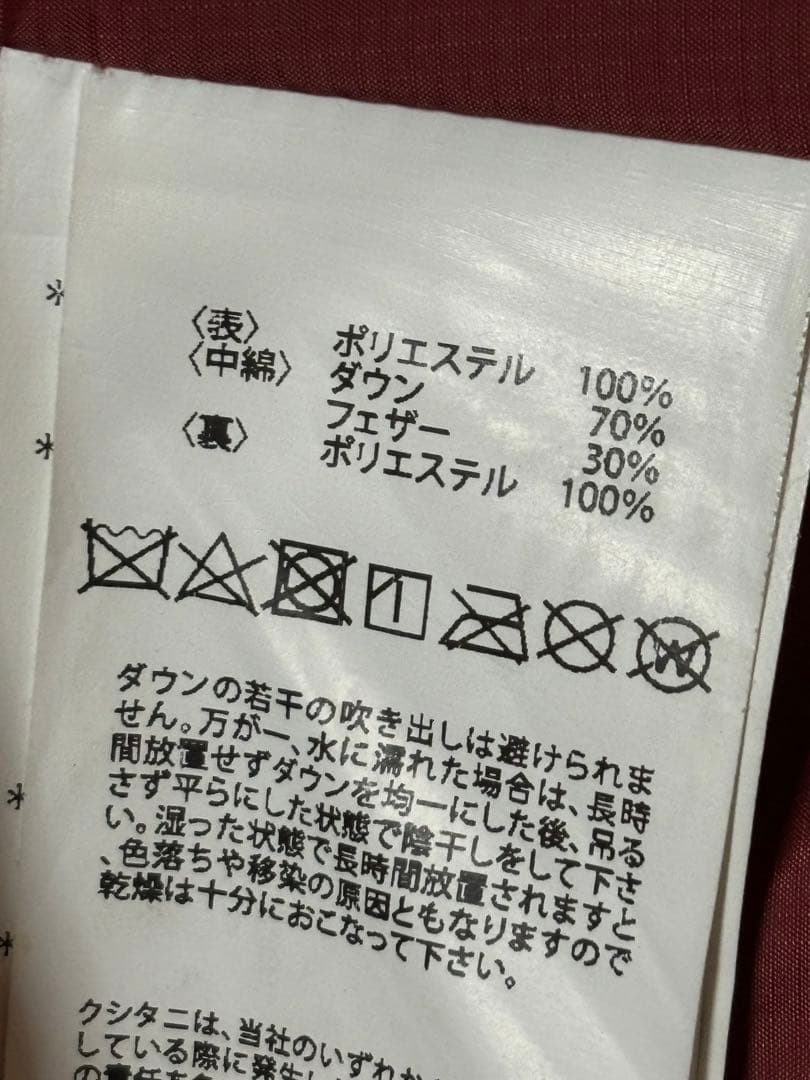 〈表〉 ポリエステル 100%
〈中綿〉 ダウン 70%
フェザー 30%
〈裏〉 ポリエステル 100%
W
ダウンの若干の吹き出しは避けられま
せん。万が一、水に濡れた場合は、長時
間放置せずダウンを均一にした後、吊る
さず平らにした状態で陰干しをして下さ
い。湿った状態で長時間放置されますと
、色落ちや移染の原因ともなりますので
乾燥は十分におこなって下さい。
クシタニは、当社のいずれか
している際に発生し
の責任を
*
*
*
*